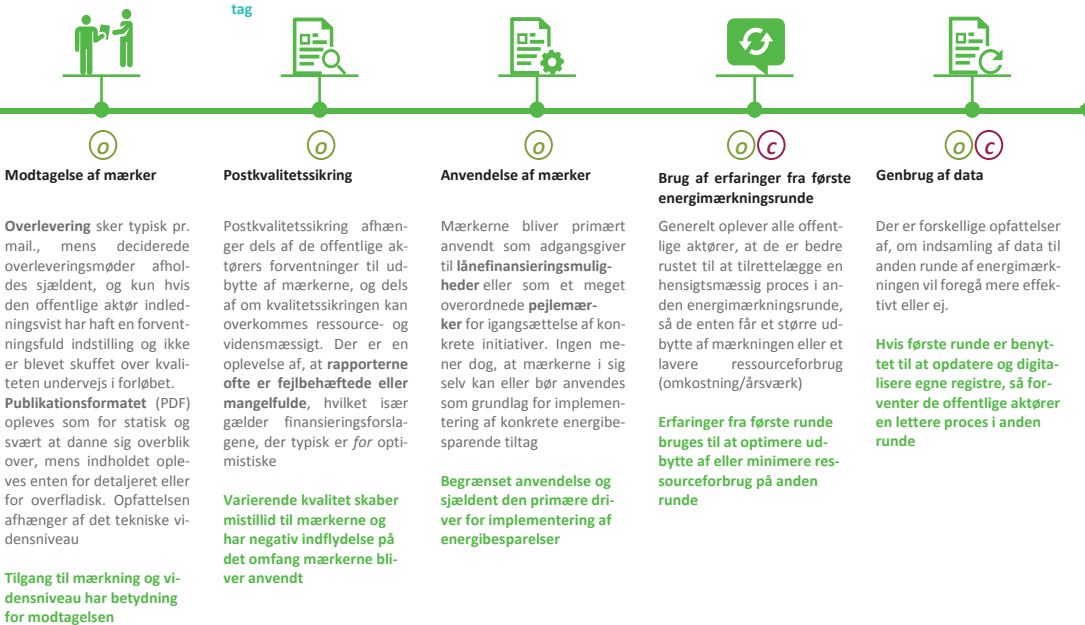 tag
o
Modtagelse af mærker
Overlevering sker typisk pr.
mail., mens deciderede
overleveringsmøder afhol-
des sjældent, og kun hvis
den offentlige aktør indled-
ningsvist har haft en forvent-
ningsfuld indstilling og ikke
er blevet skuffet over kvali-
teten undervejs i forløbet.
Publikationsformatet (PDF)
opleves som for statisk og
svært at danne sig overblik
over, mens indholdet ople-
ves enten for detaljeret eller
for overfladisk. Opfattelsen
afhænger af det tekniske vi-
densniveau
Tilgang til mærkning og vi-
densniveau har betydning
for modtagelsen
o
Postkvalitetssikring
Postkvalitetssikring afhæn-
ger dels af de offentlige ak-
tørers forventninger til ud-
bytte af mærkerne, og dels
af om kvalitetssikringen kan
overkommes ressource- og
vidensmæssigt. Der er en
oplevelse af, at rapporterne
ofte er fejlbehæftede eller
mangelfulde, hvilket især
gælder finansieringsforsla-
gene, der typisk er for opti-
mistiske
Varierende kvalitet skaber
mistillid til mærkerne og
har negativ indflydelse på
det omfang mærkerne bli-
ver anvendt
o
Anvendelse af mærker
Mærkerne bliver primært
anvendt som adgangsgiver
til lånefinansieringsmulig-
heder eller som et meget
overordnede pejlemær-
ker for igangsættelse af kon-
krete initiativer. Ingen me-
ner dog, at mærkerne i sig
selv kan eller bør anvendes
som grundlag for implemen-
tering af konkrete energibe-
sparende tiltag
Begrænset anvendelse og
sjældent den primære dri-
ver for implementering af
energibesparelser
o c
Brug af erfaringer fra første
energimærkningsrunde
Generelt oplever alle offent-
lige aktører, at de er bedre
rustet til at tilrettelægge en
hensigtsmæssig proces i an-
den energimærkningsrunde,
så de enten får et større ud-
bytte af mærkningen eller et
lavere ressourceforbrug
(omkostning/årsværk)
Erfaringer fra første runde
bruges til at optimere ud-
bytte af eller minimere res-
sourceforbrug på anden
runde
o c
Genbrug af data
Der er forskellige opfattelser
af, om indsamling af data til
anden runde af energimærk-
ningen vil foregå mere effek-
tivt eller ej.
Hvis første runde er benyt-
tet til at opdatere og digita-
lisere egne registre, så for-
venter de offentlige aktører
en lettere proces i anden
runde